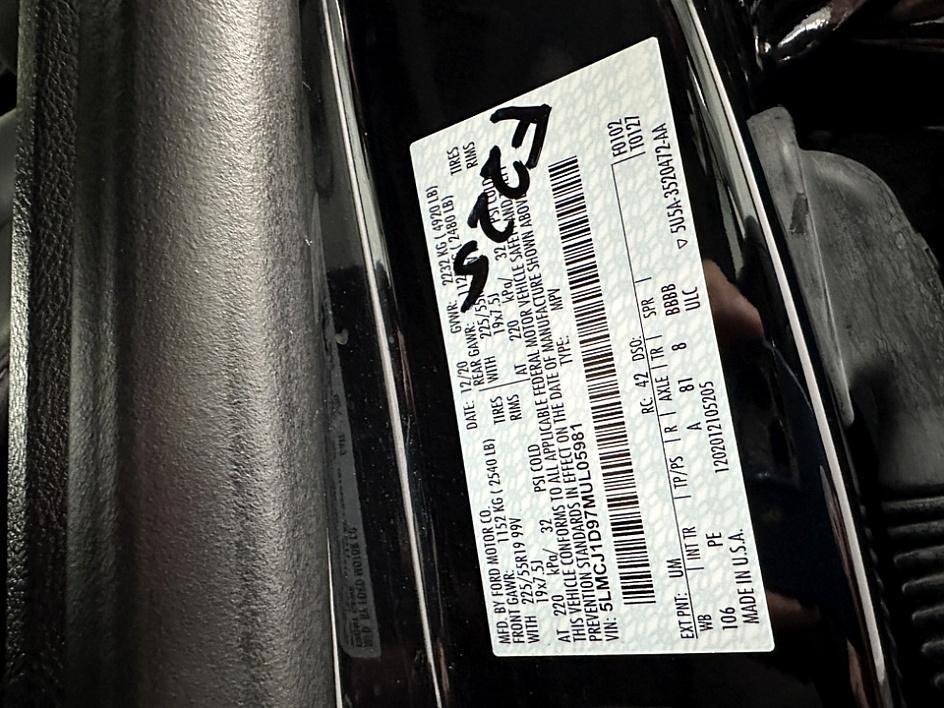 MFD. BY FORD MOTOR CO. DATE: 12/20 GVWR: 2232 KG ( 4920 LB)
FRONT GAWR: 1152 KG ( 2540 LB) REAR GAWR: ( 2480 LB)
WITH 225/55R19 99V TIRES WITH TIRES
19x7.5J RIMS 19x7.5J RIMS
AT 220 kPa/ 32 PSI COLD AT 220 kPa/ 32 PSI COLD
THIS VEHICLE CONFORMS TO ALL APPLICABLE FEDERAL MOTOR VEHICLE SAFETY AND
PREVENTION STANDARDS IN EFFECT ON THE DATE OF MANUFACTURE SHOWN ABOVE
VIN: 5LMCJ1D97MUL05981 TYPE: MPV
F0102
T0127
EXT PNT: UM RC: 42 DSO:
WB INT TR TP/PS R AXLE TR SPR
106 PE A 81 8 BBBB
ULC
1202012105205
MADE IN U.S.A. ▽ 5U5A-3520472-AA